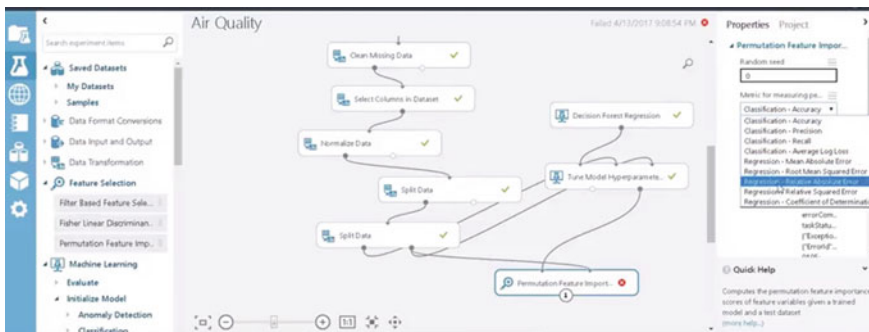 Air Quality
Failed 4/13/2017 9:08:54 PM
Search experiment items
Saved Datasets
My Datasets
Samples
Data Format Conversions
Data Input and Output
Data Transformation
Feature Selection
Filter Based Feature Sele...
Fisher Linear Discriminan...
Permutation Feature Imp...
Machine Learning
Evaluate
Initialize Model
Anomaly Detection
Classification
Clean Missing Data
Select Columns in Dataset
Normalize Data
Split Data
Split Data
Decision Forest Regression
Tune Model Hyperparamete...
Permutation Feature Import...
1:1
Properties Project
Permutation Feature Impor...
Random seed
0
Metric for measuring pe...
Classification - Accuracy
Classification - Accuracy
Classification - Precision
Classification - Recall
Classification - Average Log Loss
Regression - Mean Absolute Error
Regression - Root Mean Squared Error
Regression - Relative Absolute Error
Regression - Relative Squared Error
Regression - Coefficient of Determinati
errorCom...
taskStatu...
{"Exceptio...
{"ErrorId"...
Quick Help
Computes the permutation feature importance
scores of feature variables given a trained
model and a test dataset
(more help...)